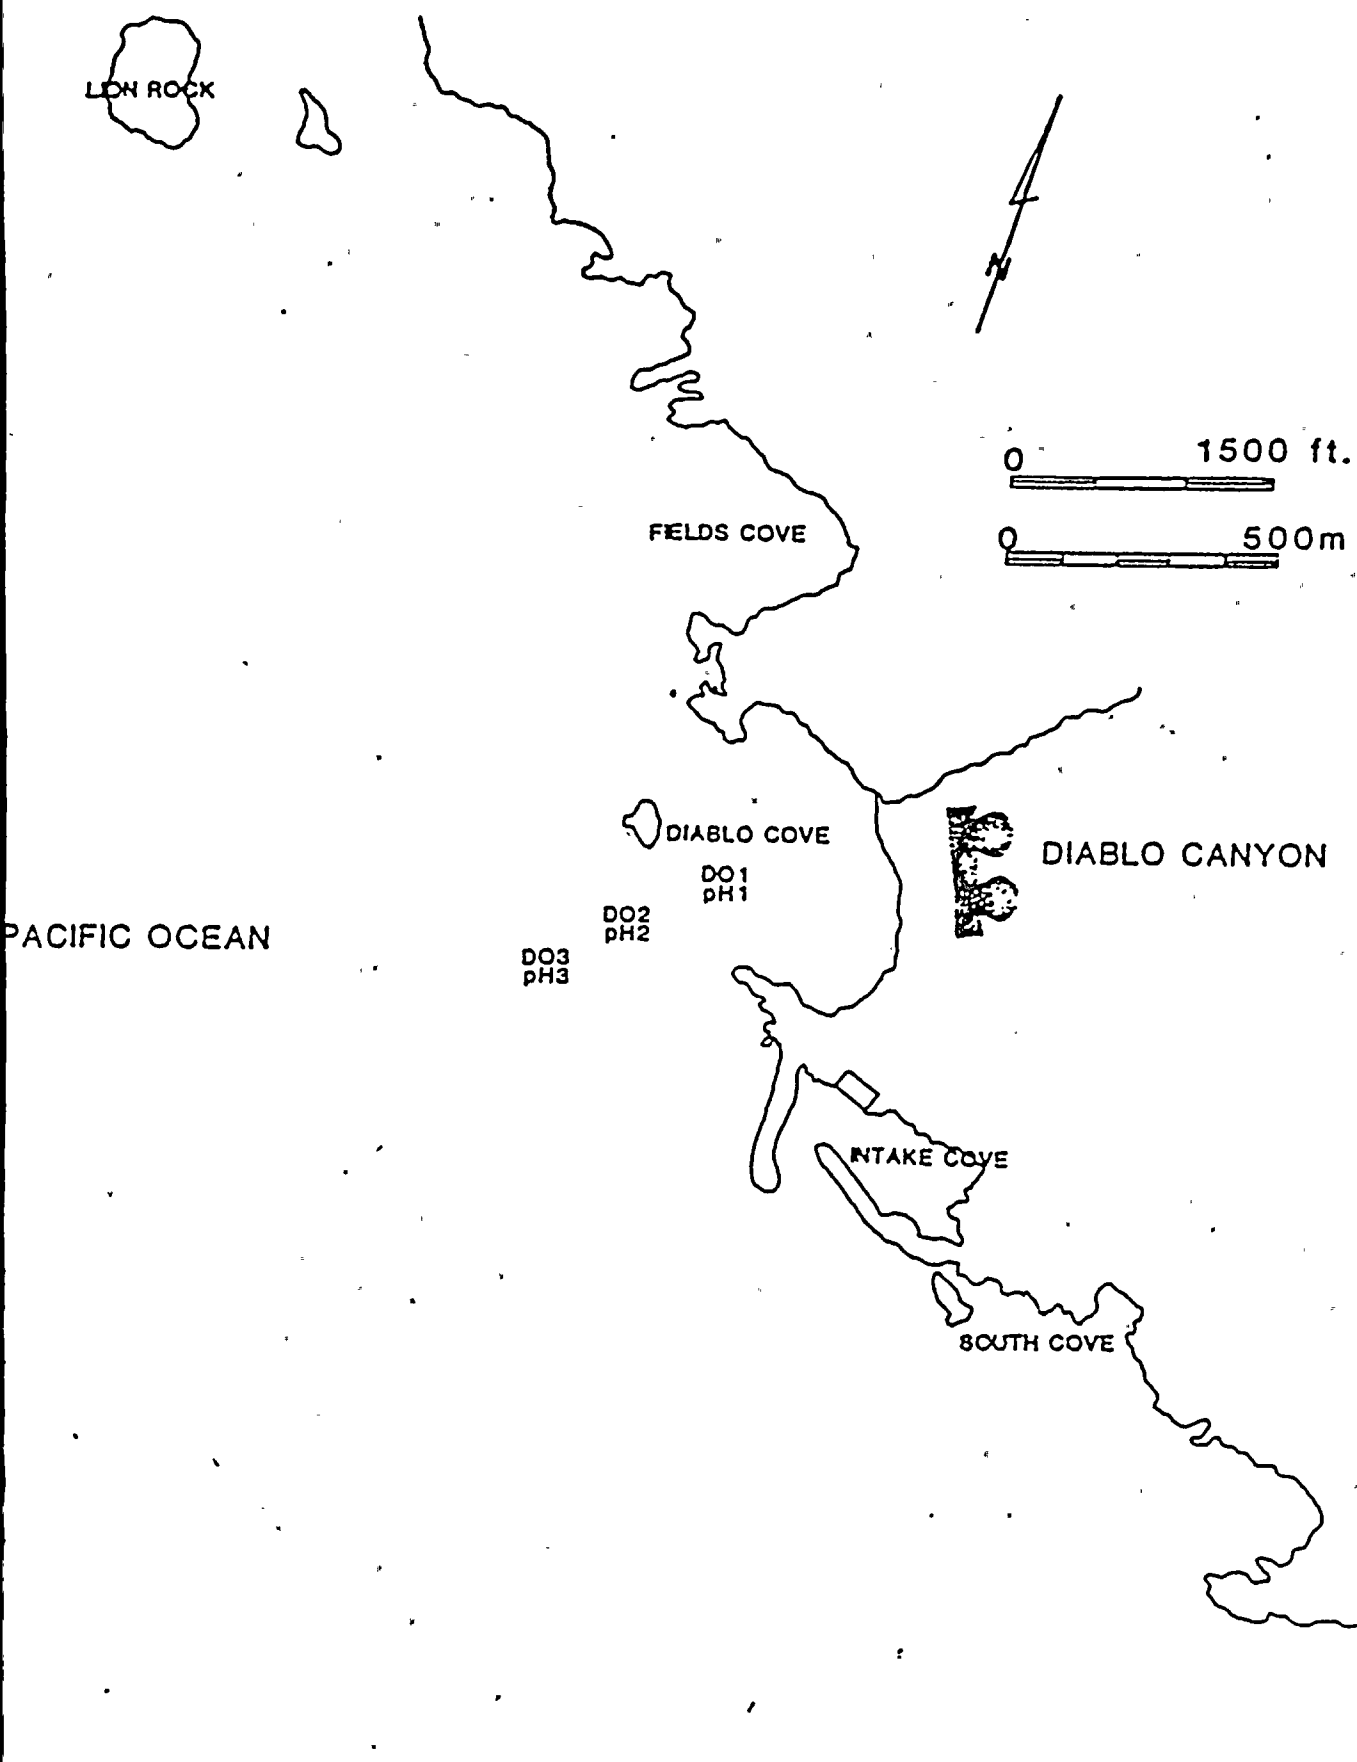 LION ROCK
N
0 1500 ft.
0 500m
FIELDS COVE
DIABLO COVE
DIABLO CANYON
DO1
pH1
DO2
pH2
PACIFIC OCEAN
DO3
pH3
INTAKE COVE
SOUTH COVE